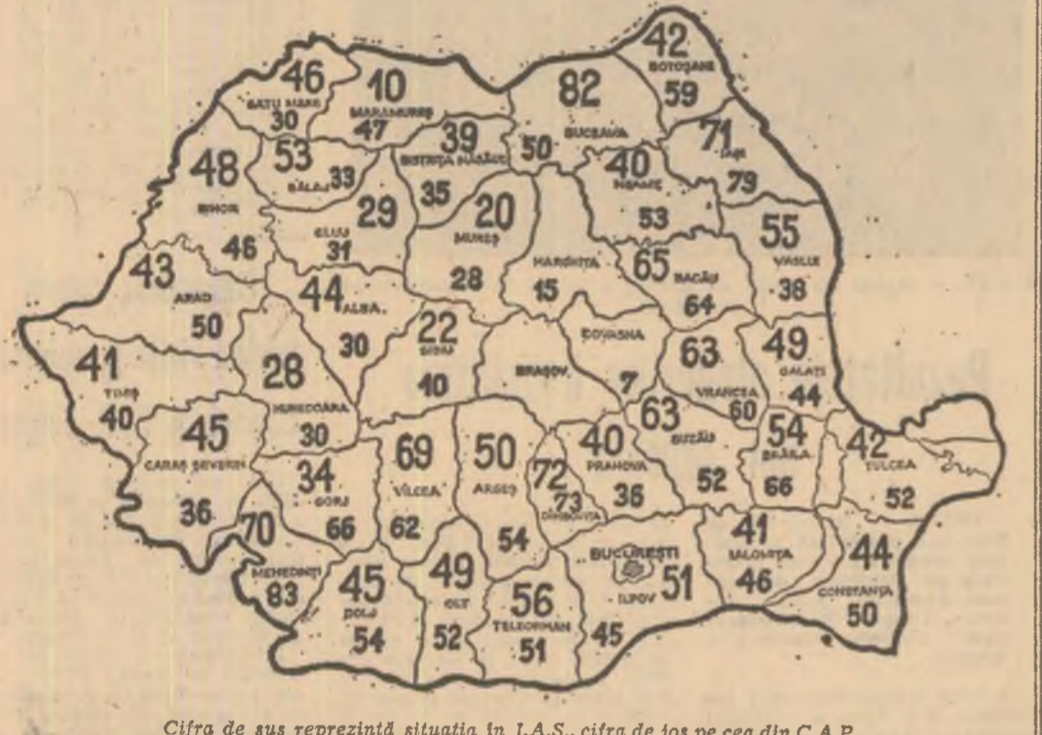 42
BOTOȘANI
59
46
SATU MARE
30
10
MARAMUREȘ
47
82
SUCEAVA
50
39
BISTRIȚA NĂSĂUD
35
71
IAȘI
79
53
SĂLAJ 33
48
BIHOR
46
40
NEAMȚ
53
29
CLUJ
31
20
MUREȘ
28
55
VASLUI
38
HARGHITA
15
65
BACĂU
64
43
ARAD
50
44
ALBA
30
22
SIBIU
10
COVASNA
7
BRAȘOV
63
VRANCEA
60
49
GALAȚI
44
41
TIMIȘ
40
28
HUNEDOARA
30
45
CARAȘ SEVERIN
36
34
GORJ
66
69
VÎLCEA
62
50
ARGEȘ
54
72
73
DÎMBOVIȚA
40
PRAHOVA
36
63
BUZĂU
52
54
BRĂILA
66
42
TULCEA
52
70
MEHEDINȚI
83
45
DOLJ
54
49
OLT
52
56
TELEORMAN
51
BUCUREȘTI
ILFOV 51
45
41
IALOMIȚA
46
44
CONSTANȚA
50
Cifra de sus reprezintă situația în I.A.S., cifra de jos pe cea din C.A.P.